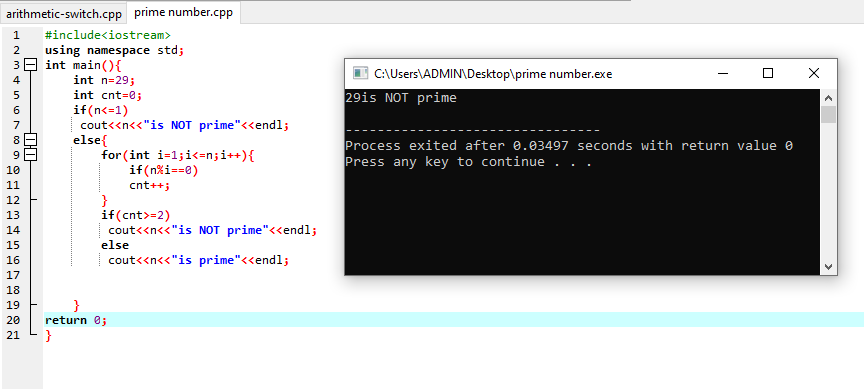 arithmetic-switch.cpp prime number.cpp
1 #include<iostream>
2 using namespace std;
3 int main(){
4 int n=29;
5 int cnt=0;
6 if(n<=1)
7 cout<<n<<"is NOT prime"<<endl;
8 else{
9 for(int i=1;i<=n;i++){
10 if(n%i==0)
11 cnt++;
12 }
13 if(cnt>=2)
14 cout<<n<<"is NOT prime"<<endl;
15 else
16 cout<<n<<"is prime"<<endl;
17
18
19 }
20 return 0;
21 }
C:\Users\ADMIN\Desktop\prime number.exe
29is NOT prime
--------------------------------
Process exited after 0.03497 seconds with return value 0
Press any key to continue . . .